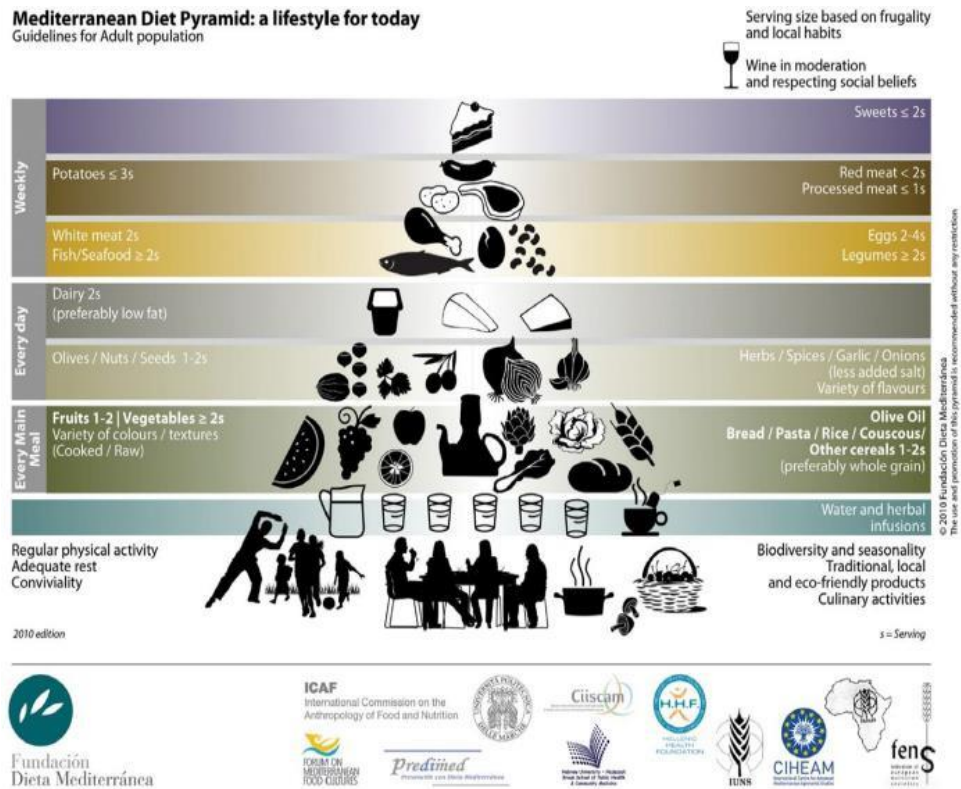 Mediterranean Diet Pyramid: a lifestyle for today
Guidelines for Adult population
Serving size based on frugality
and local habits
Wine in moderation
and respecting social beliefs
Weekly
Sweets ≤ 2s
Potatoes ≤ 3s
Red meat < 2s
Processed meat ≤ 1s
White meat 2s
Fish/Seafood ≥ 2s
Eggs 2-4s
Legumes ≥ 2s
Every day
Dairy 2s
(preferably low fat)
Olives / Nuts / Seeds 1-2s
Herbs / Spices / Garlic / Onions
(less added salt)
Variety of flavours
Every Main
Meal
Fruits 1-2 | Vegetables ≥ 2s
Variety of colours / textures
(Cooked / Raw)
Olive Oil
Bread / Pasta / Rice / Couscous/
Other cereals 1-2s
(preferably whole grain)
Water and herbal
infusions
Regular physical activity
Adequate rest
Conviviality
Biodiversity and seasonality
Traditional, local
and eco-friendly products
Culinary activities
2010 edition
s = Serving
© 2010 Fundación Dieta Mediterránea
The use and promotion of this pyramid is recommended without any restriction
Fundación
Dieta Mediterránea
ICAF
International Commission on the
Anthropology of Food and Nutrition
FORUM ON
MEDITERRANEAN
FOOD CULTURES
Predimed
UNIVERSITÀ POLITECNICA
DELLE MARCHE
Ciiscam
H.H.F.
HELLENIC
HEALTH
FOUNDATION
IUNS
CIHEAM
fens